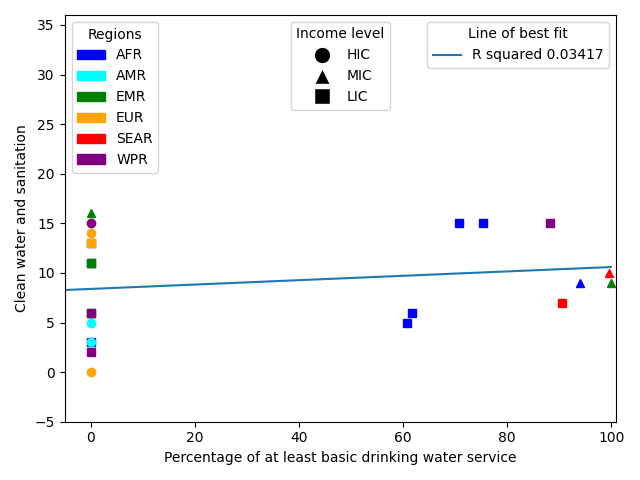 Regions
AFR
AMR
EMR
EUR
SEAR
WPR
Income level
HIC
MIC
LIC
Line of best fit
R squared 0.03417
Clean water and sanitation
35
30
25
20
15
10
5
0
−5
0 20 40 60 80 100
Percentage of at least basic drinking water service